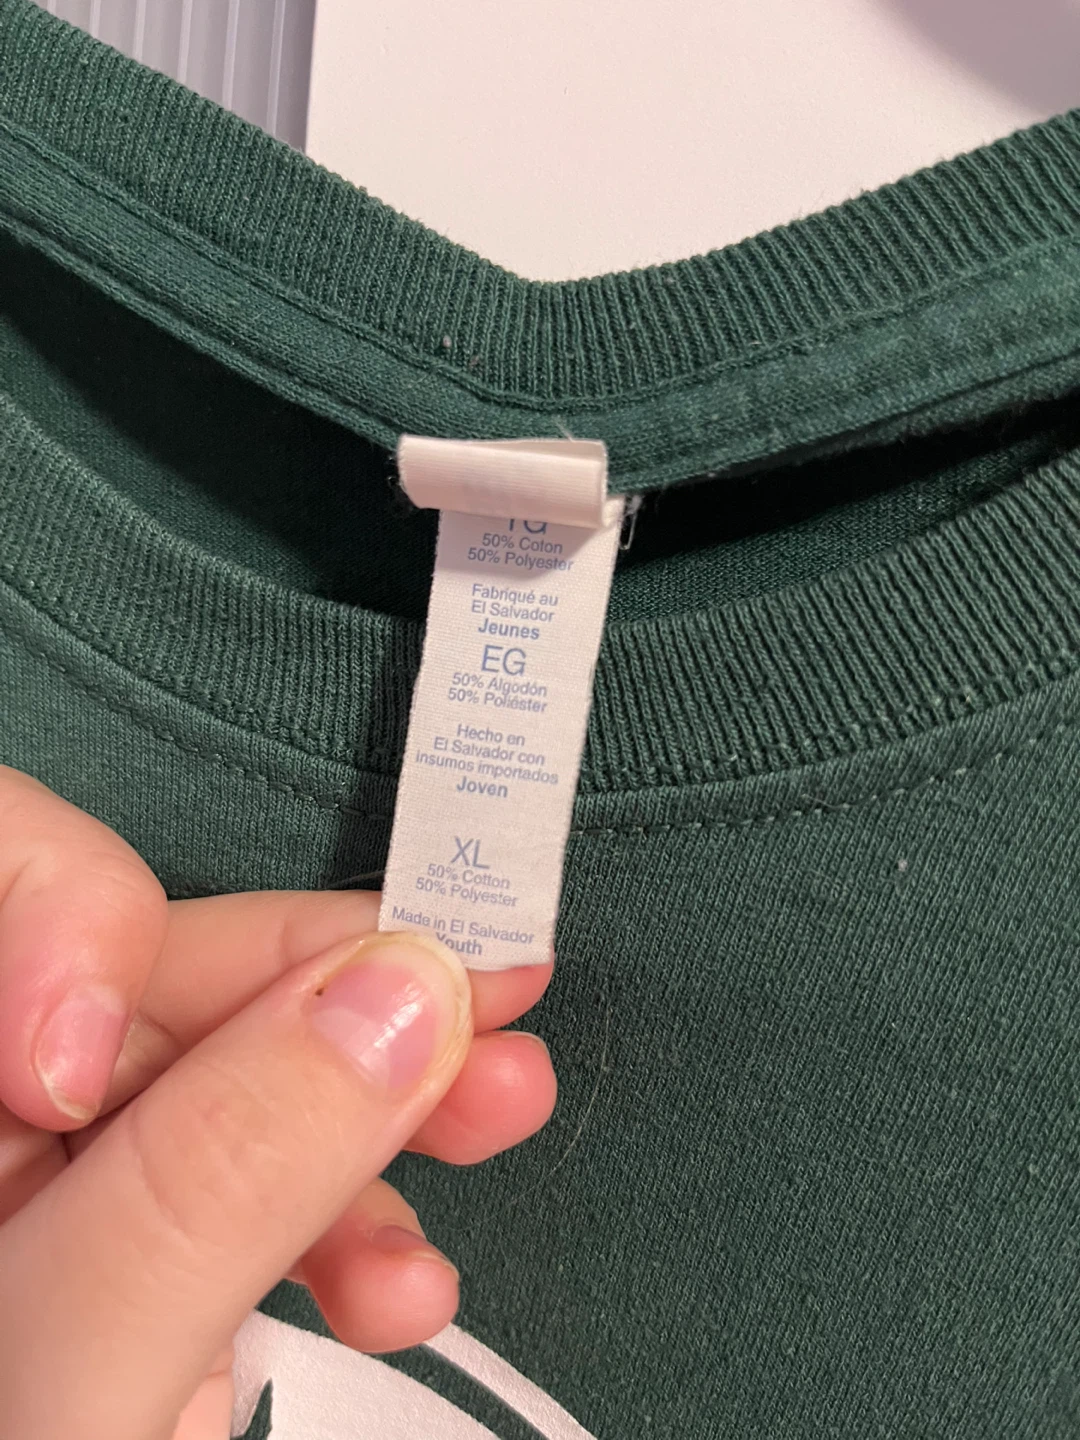 TG
50% Coton
50% Polyester
Fabriqué au
El Salvador
Jeunes
EG
50% Algodón
50% Poliéster
Hecho en
El Salvador con
insumos importados
Joven
XL
50% Cotton
50% Polyester
Made in El Salvador
Youth